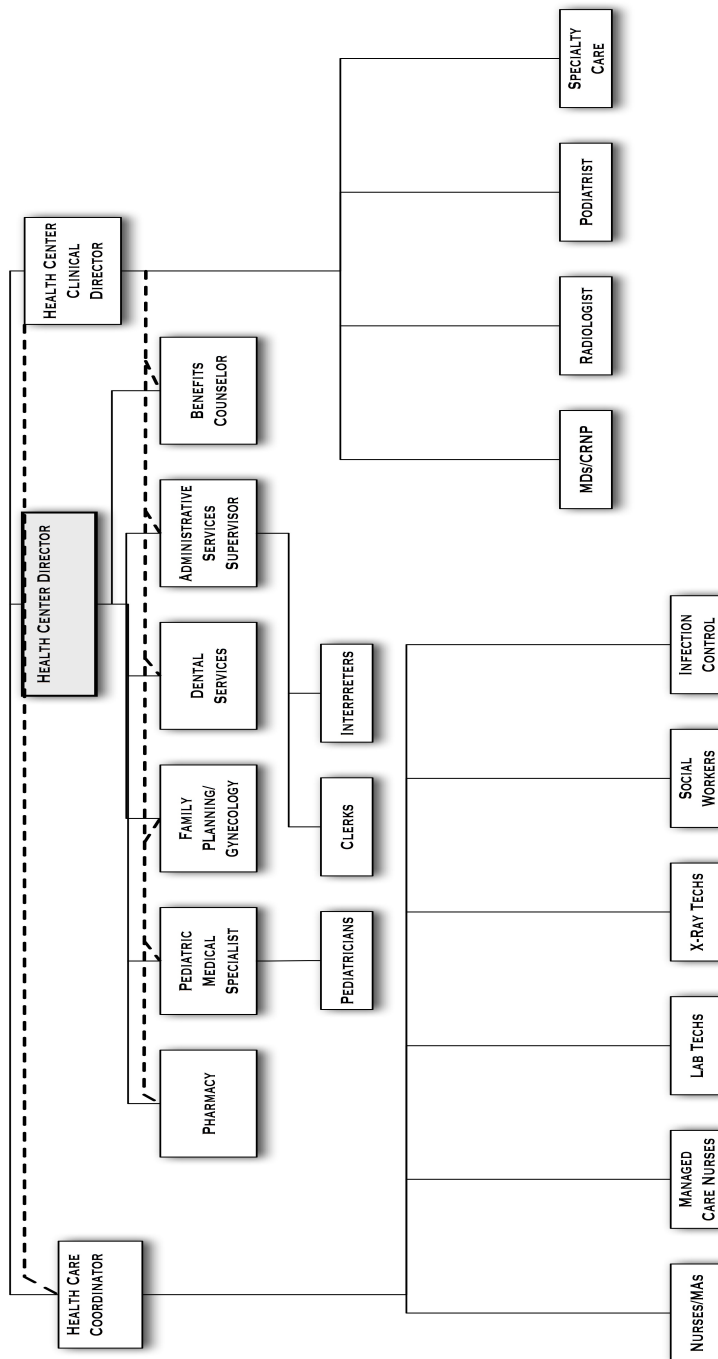 HEALTH CENTER DIRECTOR
HEALTH CARE
COORDINATOR
HEALTH CENTER
CLINICAL
DIRECTOR
PHARMACY
PEDIATRIC
MEDICAL
SPECIALIST
FAMILY
PLANNING/
GYNECOLOGY
DENTAL
SERVICES
ADMINISTRATIVE
SERVICES
SUPERVISOR
BENEFITS
COUNSELOR
PEDIATRICIANS
CLERKS
INTERPRETERS
MDS/CRNP
RADIOLOGIST
PODIATRIST
SPECIALTY
CARE
NURSES/MAS
MANAGED
CARE NURSES
LAB TECHS
X-RAY TECHS
SOCIAL
WORKERS
INFECTION
CONTROL